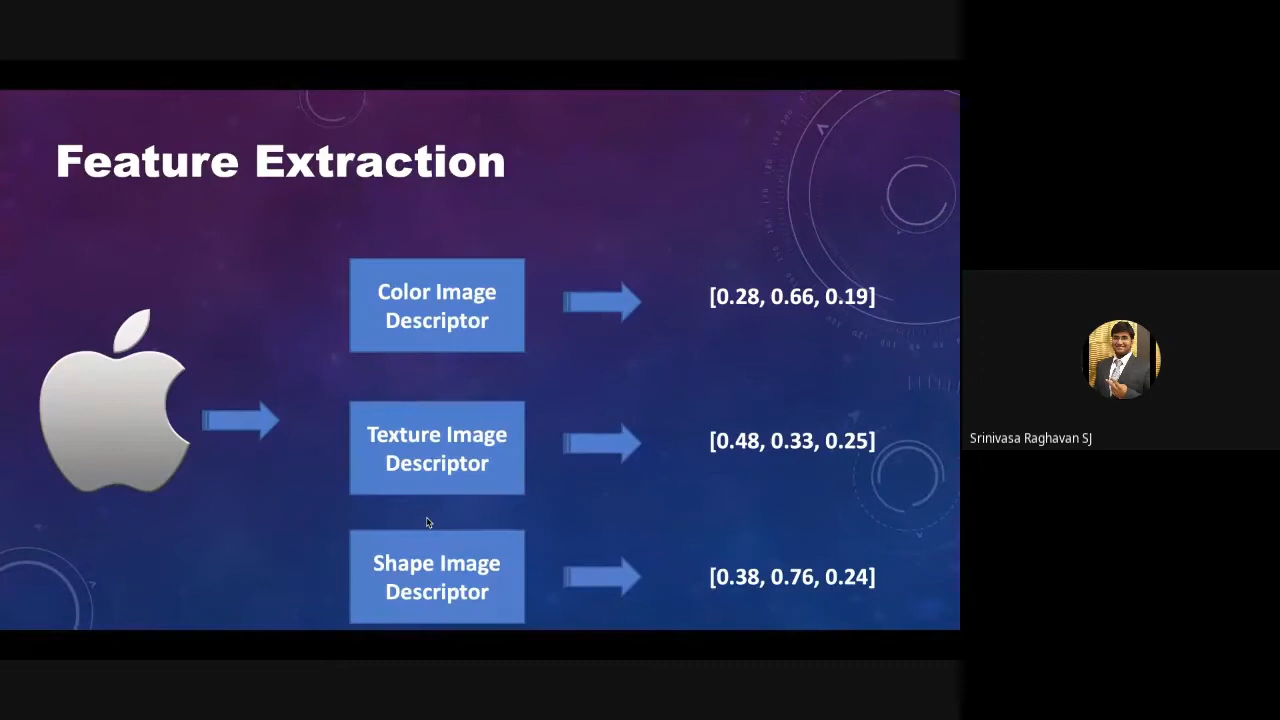 Feature Extraction
Color Image
Descriptor
[0.28, 0.66, 0.19]
Texture Image
Descriptor
[0.48, 0.33, 0.25]
Shape Image
Descriptor
[0.38, 0.76, 0.24]
Srinivasa Raghavan SJ